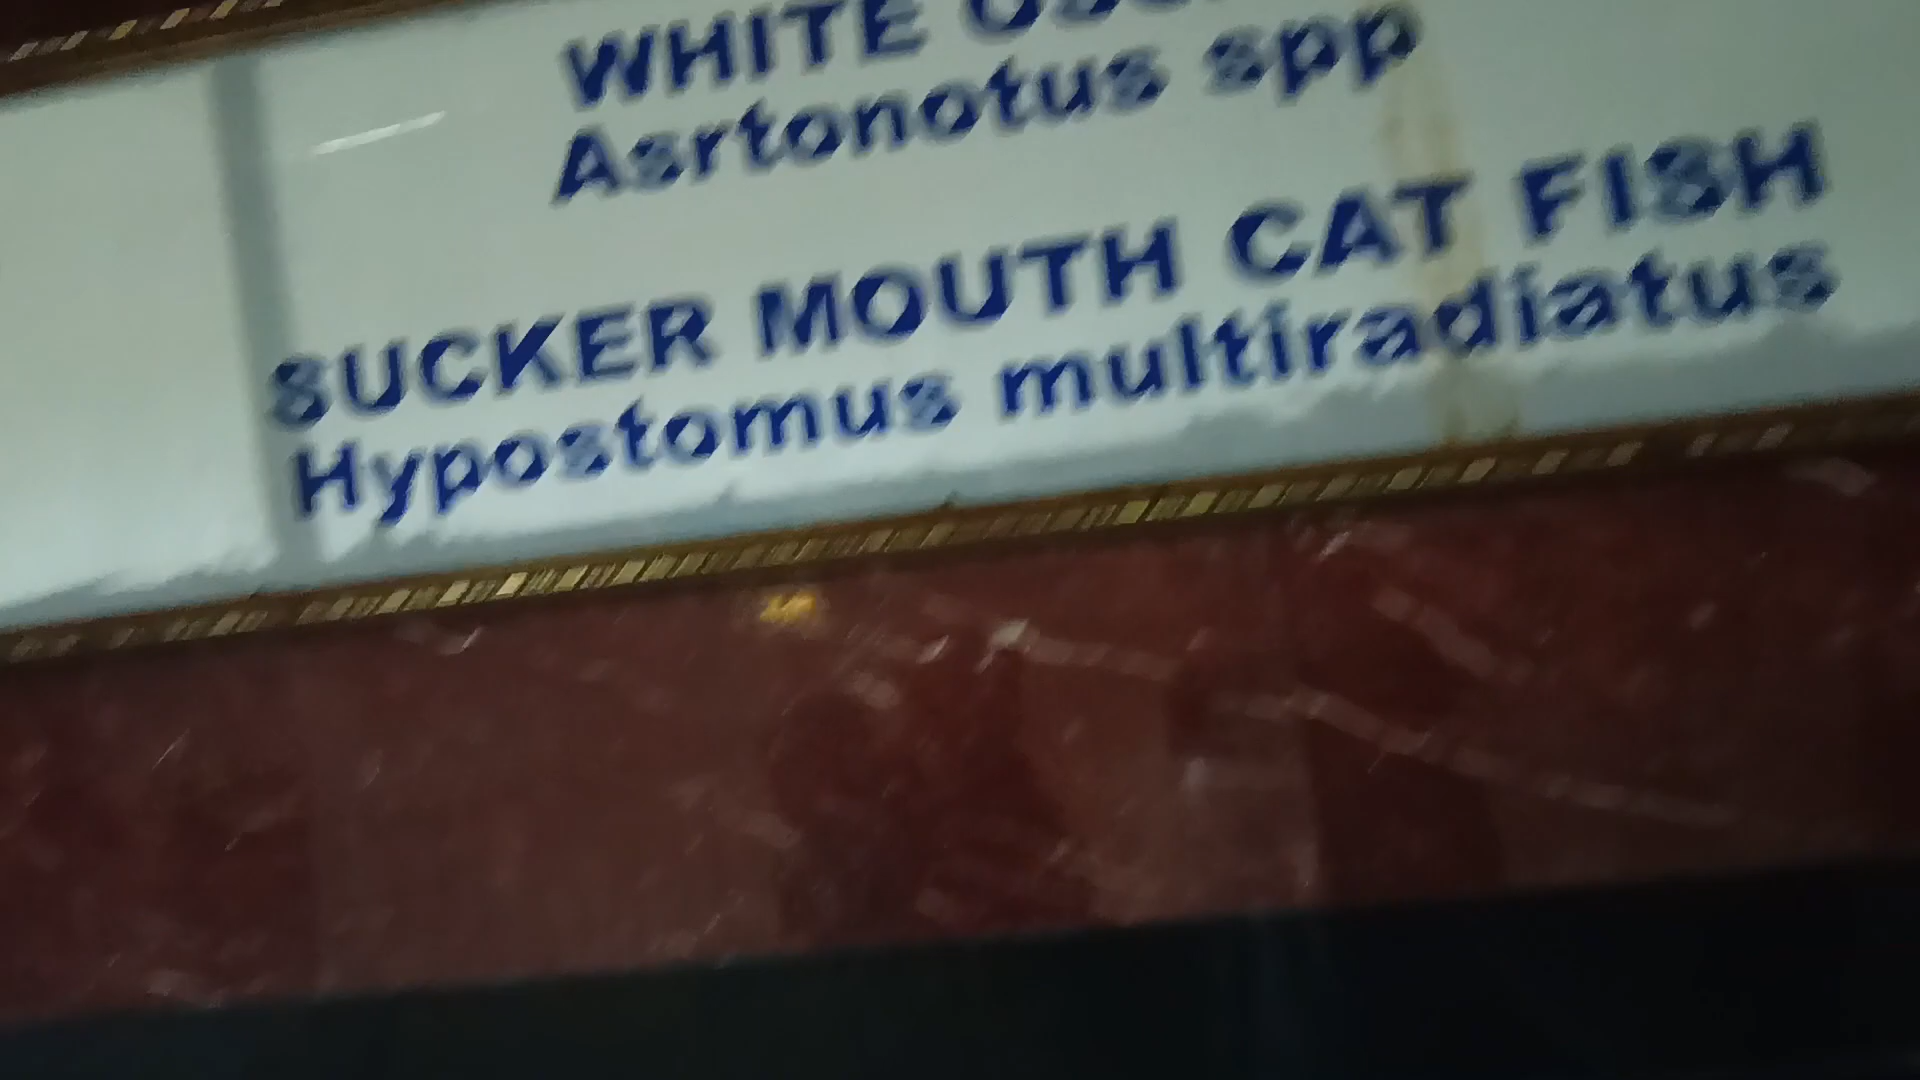 WHITE
Asrtonotus spp
SUCKER MOUTH CAT FISH
Hypostomus multiradiatus